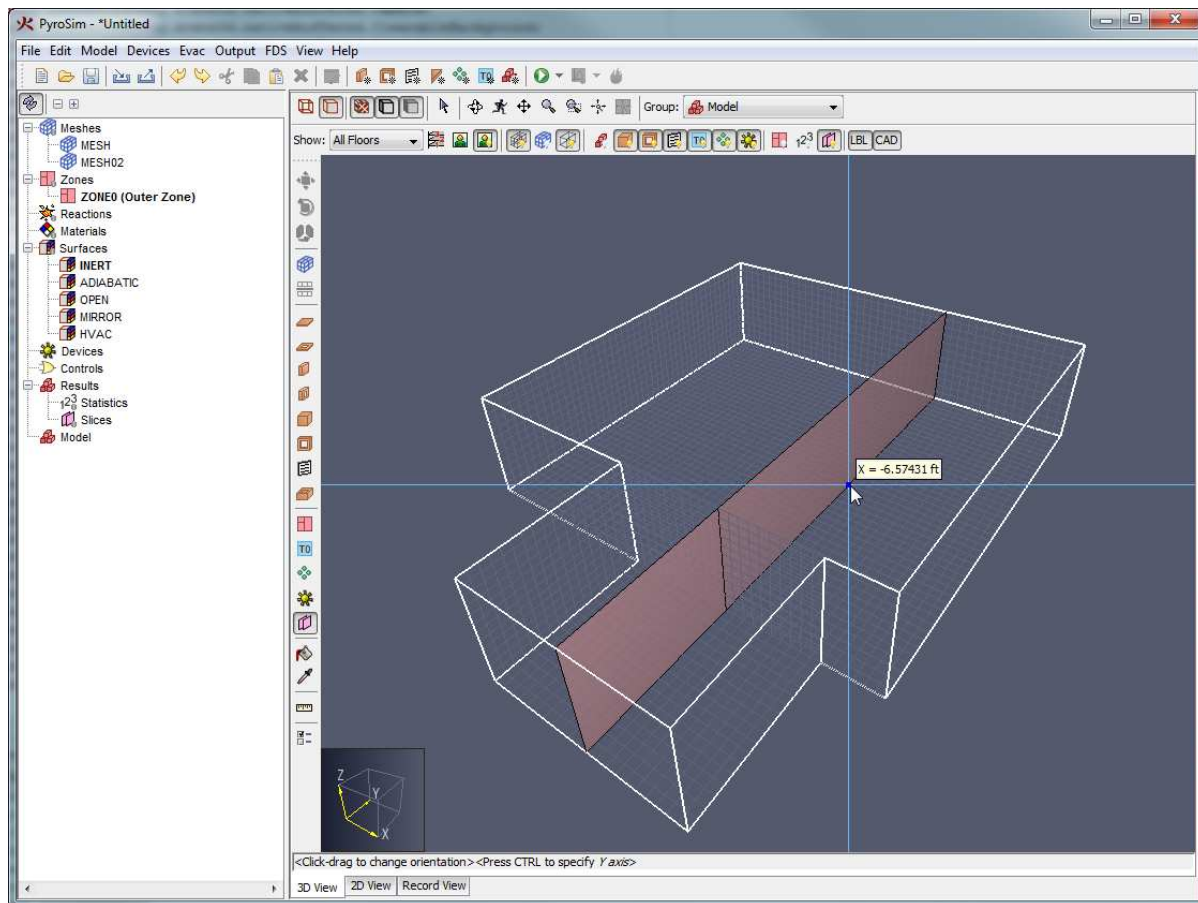 PyroSim - *Untitled
File Edit Model Devices Evac Output FDS View Help
Group: Model
Show: All Floors LBL CAD
Meshes
MESH
MESH02
Zones
ZONE0 (Outer Zone)
Reactions
Materials
Surfaces
INERT
ADIABATIC
OPEN
MIRROR
HVAC
Devices
Controls
Results
Statistics
Slices
Model
X = -6.57431 ft
T0
Z
Y
X
<Click-drag to change orientation><Press CTRL to specify Y axis>
3D View 2D View Record View